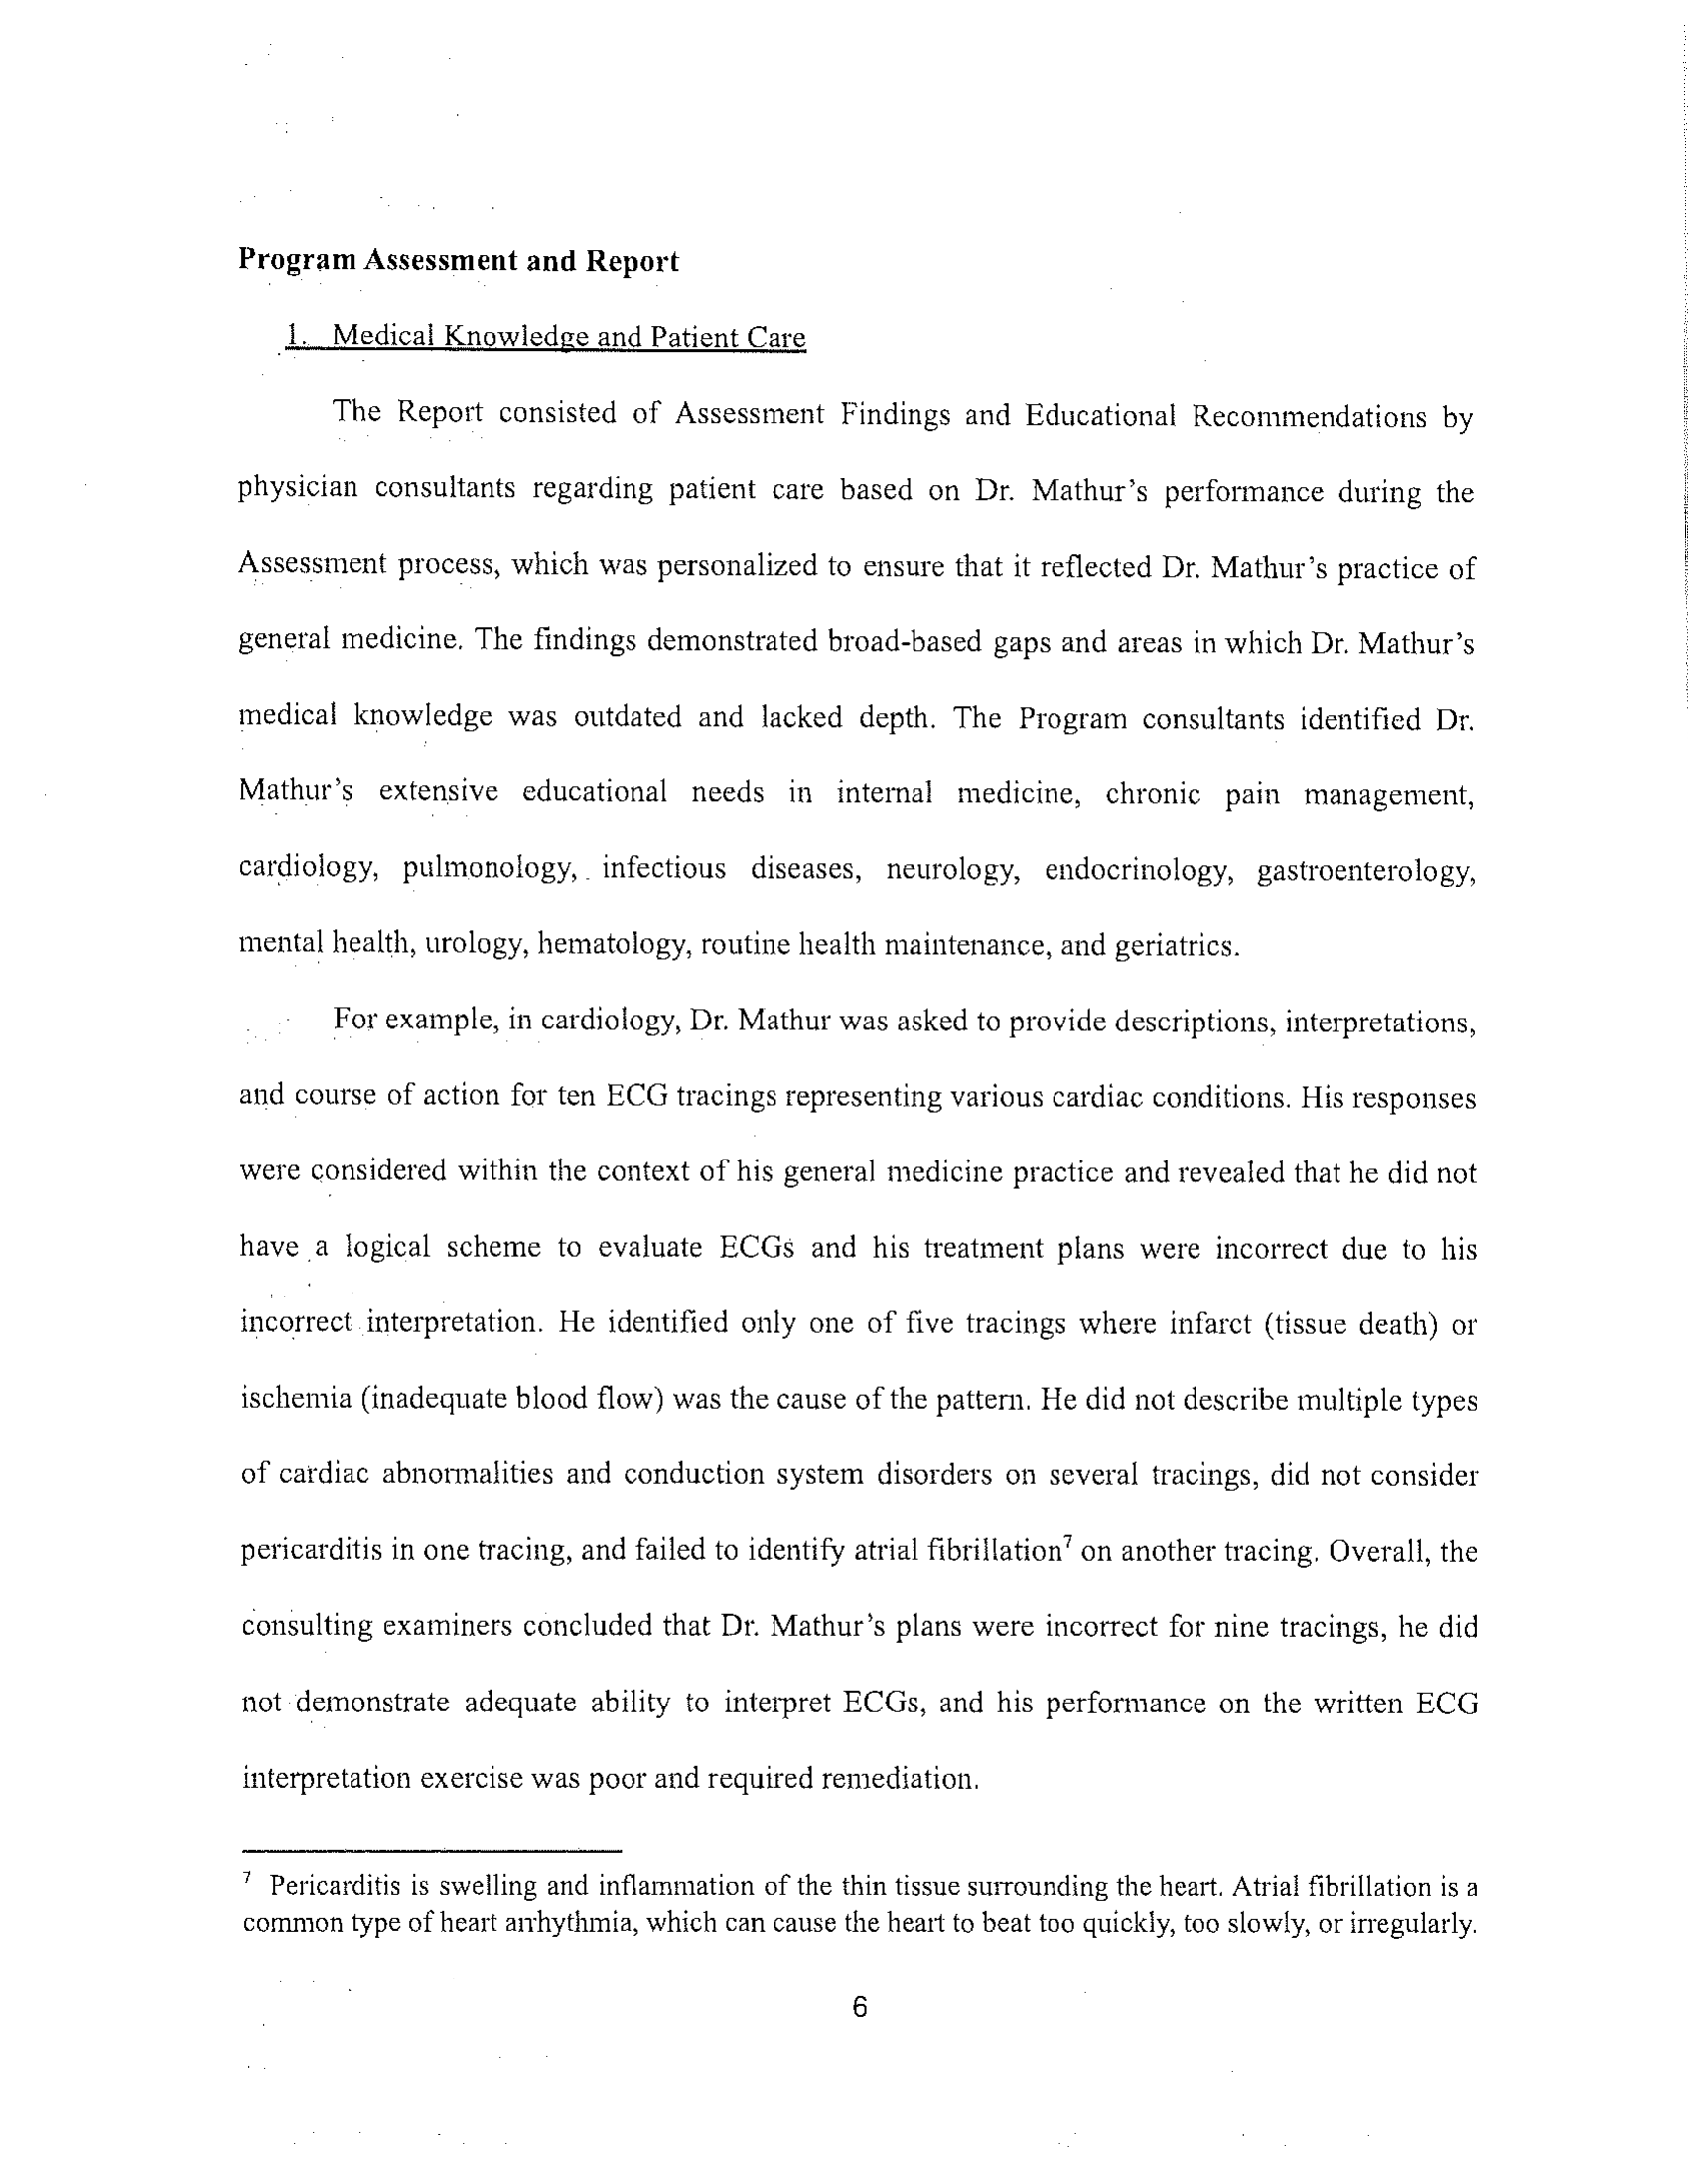 Program Assessment and Report
1. Medical Knowledge and Patient Care
The Report consisted of Assessment Findings and Educational Recommendations by
physician consultants regarding patient care based on Dr. Mathur's performance during the
Assessment process, which was personalized to ensure that it reflected Dr. Mathur's practice of
general medicine. The findings demonstrated broad-based gaps and areas in which Dr. Mathur's
medical knowledge was outdated and lacked depth. The Program consultants identified Dr.
Mathur's extensive educational needs in internal medicine, chronic pain management,
cardiology, pulmonology, infectious diseases, neurology, endocrinology, gastroenterology,
mental health, urology, hematology, routine health maintenance, and geriatrics.
For example, in cardiology, Dr. Mathur was asked to provide descriptions, interpretations,
and course of action for ten ECG tracings representing various cardiac conditions. His responses
were considered within the context of his general medicine practice and revealed that he did not
have a logical scheme to evaluate ECGs and his treatment plans were incorrect due to his
incorrect interpretation. He identified only one of five tracings where infarct (tissue death) or
ischemia (inadequate blood flow) was the cause of the pattern. He did not describe multiple types
of cardiac abnormalities and conduction system disorders on several tracings, did not consider
pericarditis in one tracing, and failed to identify atrial fibrillation⁷ on another tracing. Overall, the
consulting examiners concluded that Dr. Mathur's plans were incorrect for nine tracings, he did
not demonstrate adequate ability to interpret ECGs, and his performance on the written ECG
interpretation exercise was poor and required remediation.
⁷ Pericarditis is swelling and inflammation of the thin tissue surrounding the heart. Atrial fibrillation is a
common type of heart arrhythmia, which can cause the heart to beat too quickly, too slowly, or irregularly.
6